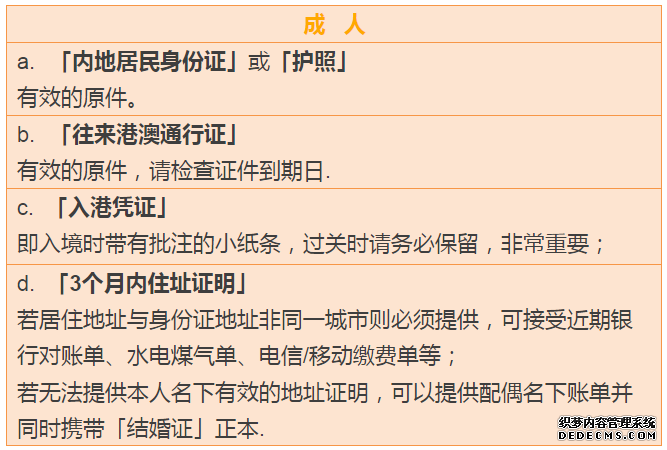 成 人
a. 「内地居民身份证」或「护照」
有效的原件。
b. 「往来港澳通行证」
有效的原件，请检查证件到期日.
c. 「入港凭证」
即入境时带有批注的小纸条，过关时请务必保留，非常重要；
d. 「3个月内住址证明」
若居住地址与身份证地址非同一城市则必须提供，可接受近期银
行对账单、水电煤气单、电信/移动缴费单等；
若无法提供本人名下有效的地址证明，可以提供配偶名下账单并
同时携带「结婚证」正本.
织梦内容管理系统
DEDECMS.COM